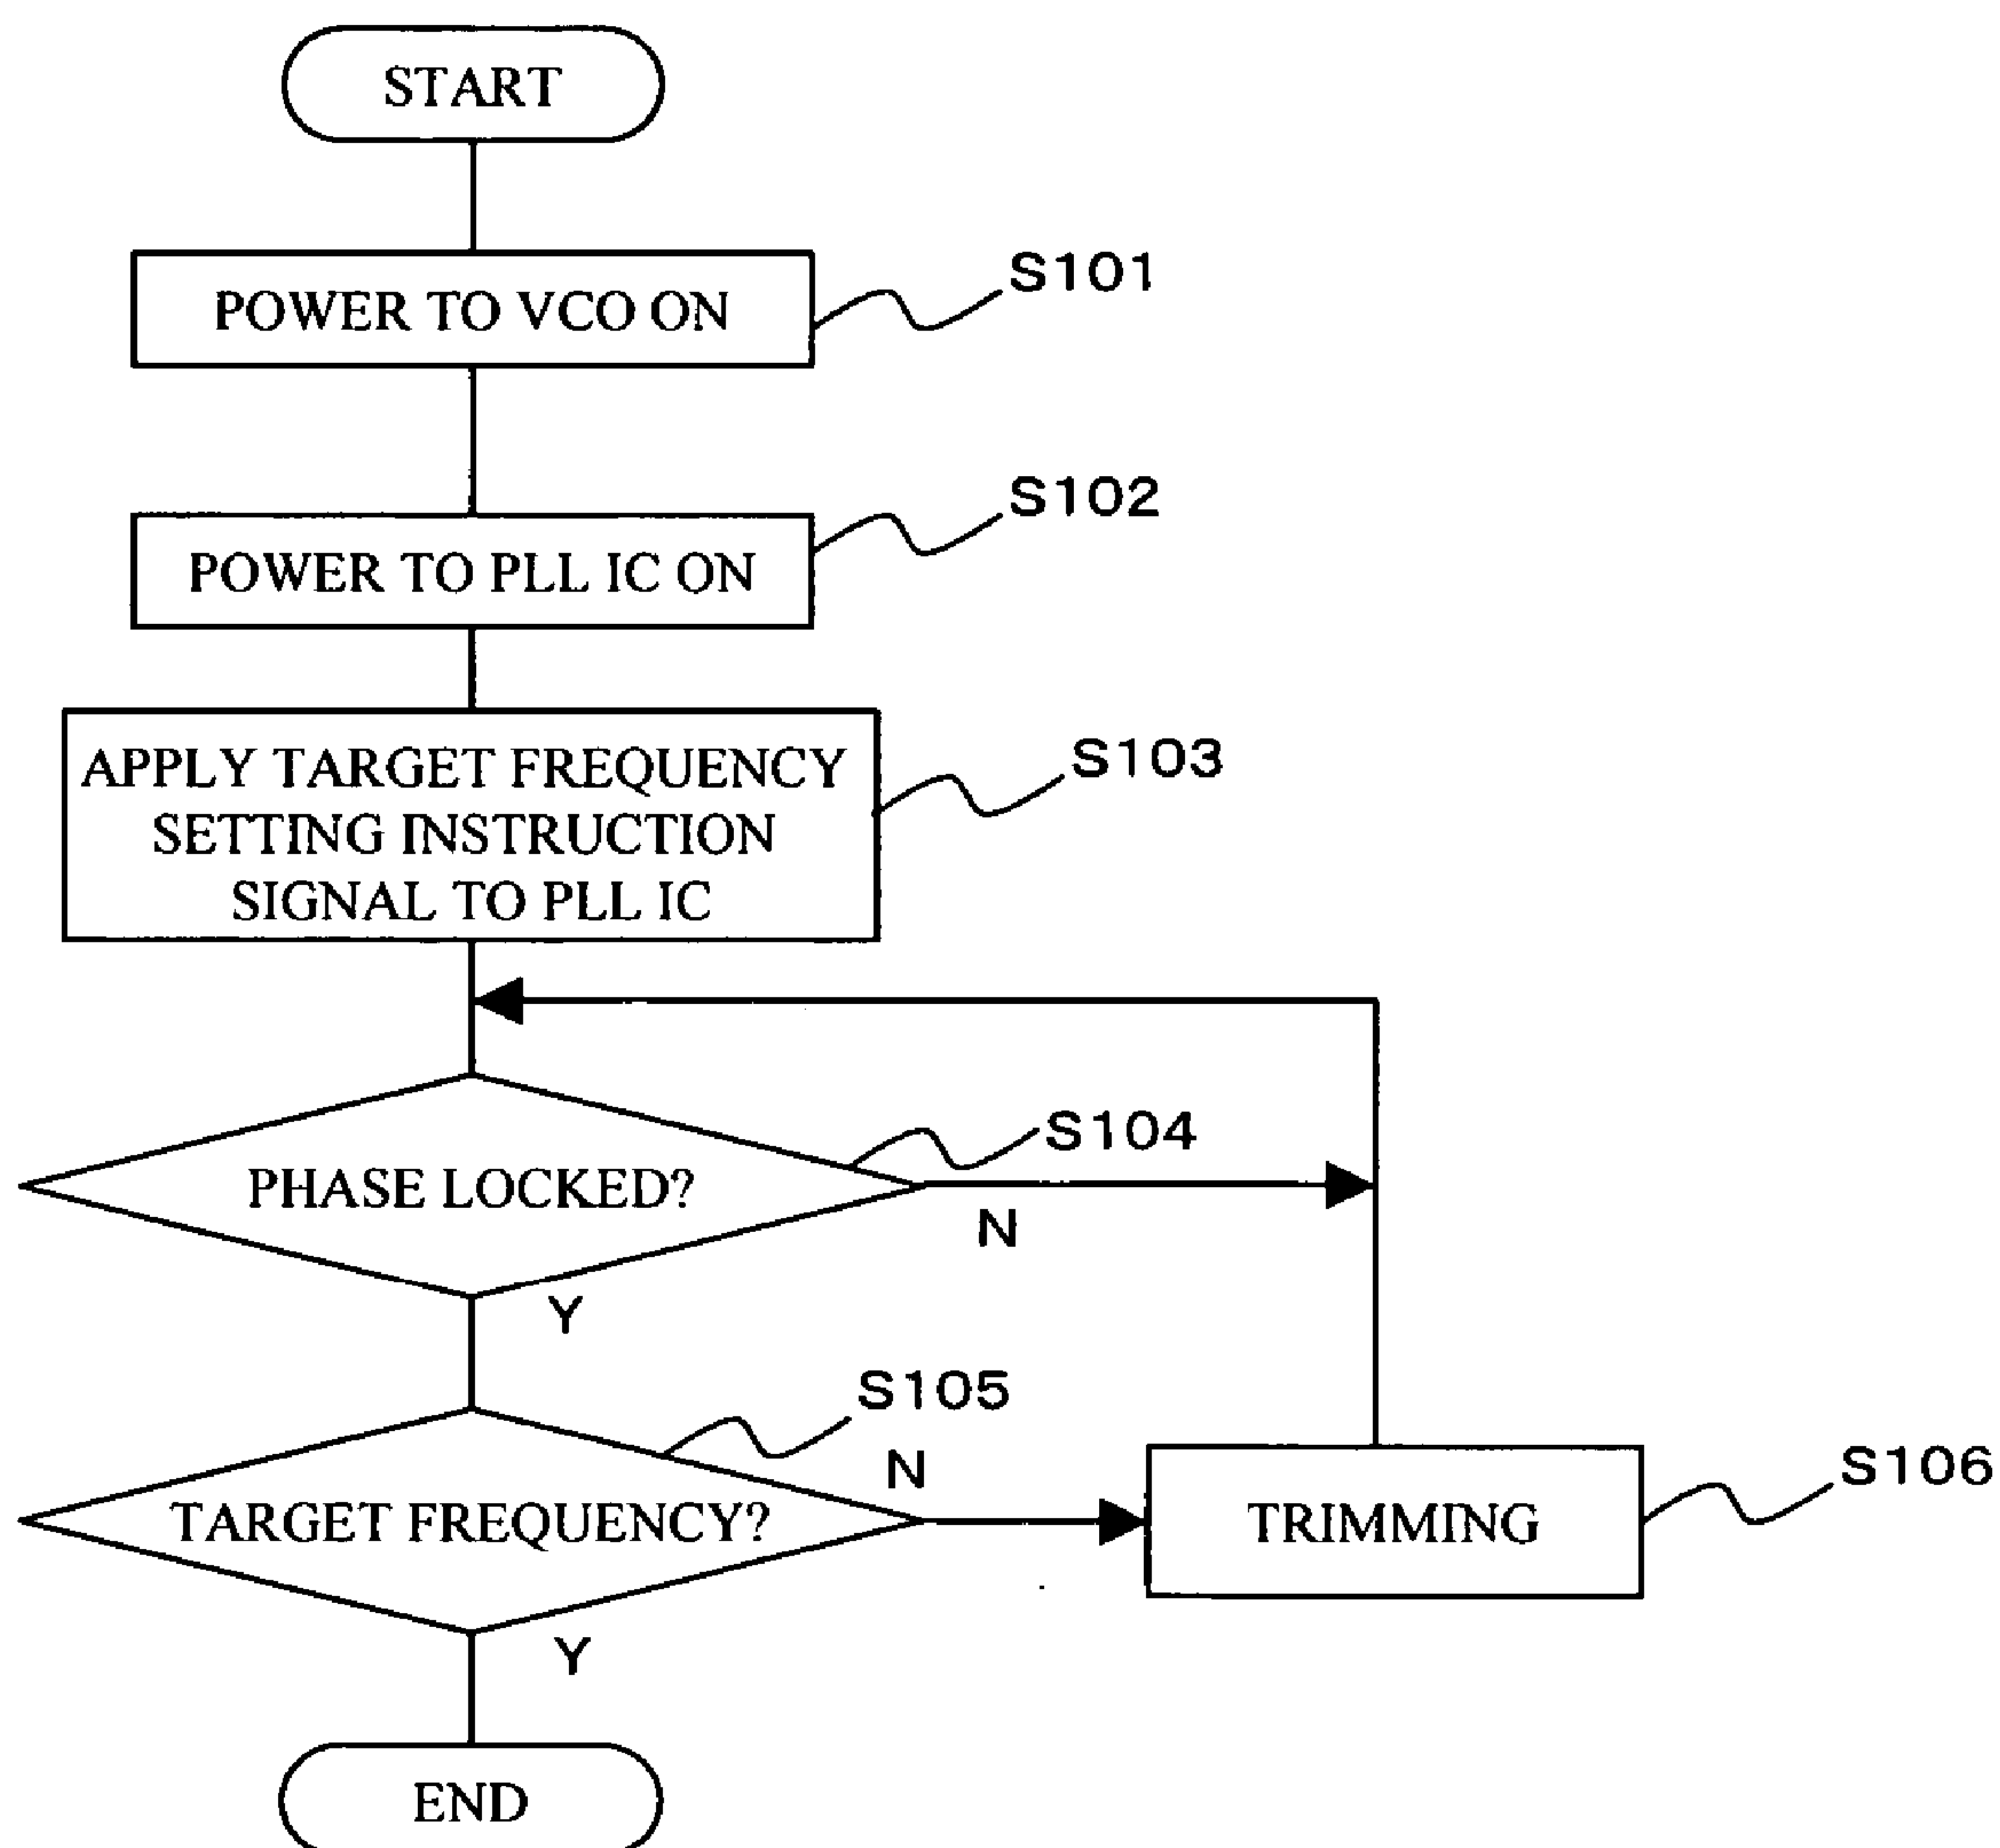 START
POWER TO VCO ON
S101
POWER TO PLL IC ON
S102
APPLY TARGET FREQUENCY
SETTING INSTRUCTION
SIGNAL TO PLL IC
S103
PHASE LOCKED?
S104
N
Y
TARGET FREQUENCY?
S105
N
TRIMMING
S106
Y
END